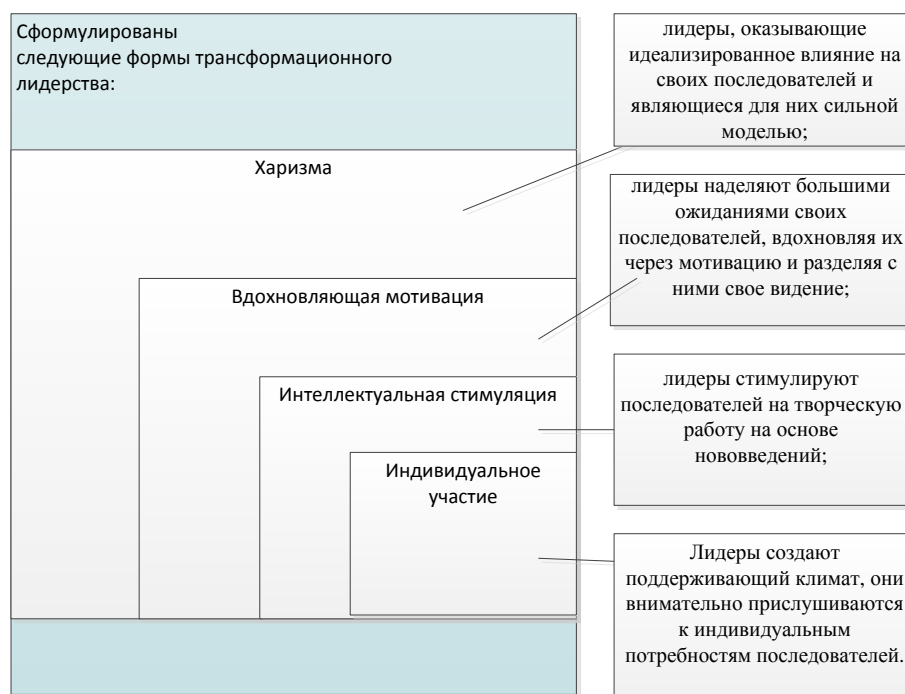 Сформулированы
следующие формы трансформационного
лидерства:
Харизма
лидеры, оказывающие
идеализированное влияние на
своих последователей и
являющиеся для них сильной
моделью;
Вдохновляющая мотивация
лидеры наделяют большими
ожиданиями своих
последователей, вдохновляя их
через мотивацию и разделяя с
ними свое видение;
Интеллектуальная стимуляция
лидеры стимулируют
последователей на творческую
работу на основе
нововведений;
Индивидуальное
участие
Лидеры создают
поддерживающий климат, они
внимательно прислушиваются
к индивидуальным
потребностям последователей.